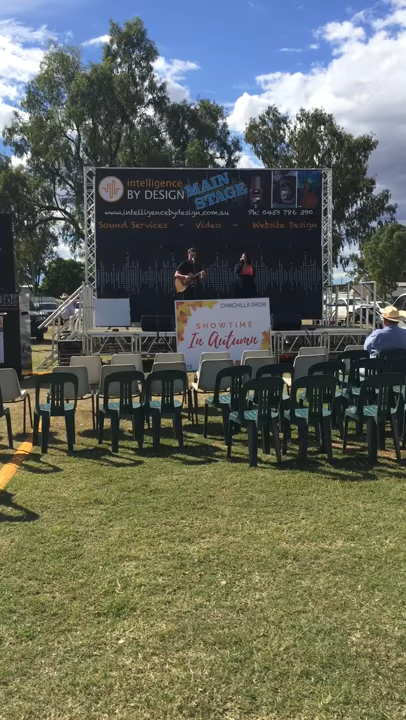 intelligence
BY DESIGN
MAIN
STAGE
www.intelligencebydesign.com.au
Ph: 0459 786 390
Sound Services - Video - Website Design
CHINCHILLA SHOW
SHOWTIME
In Autumn